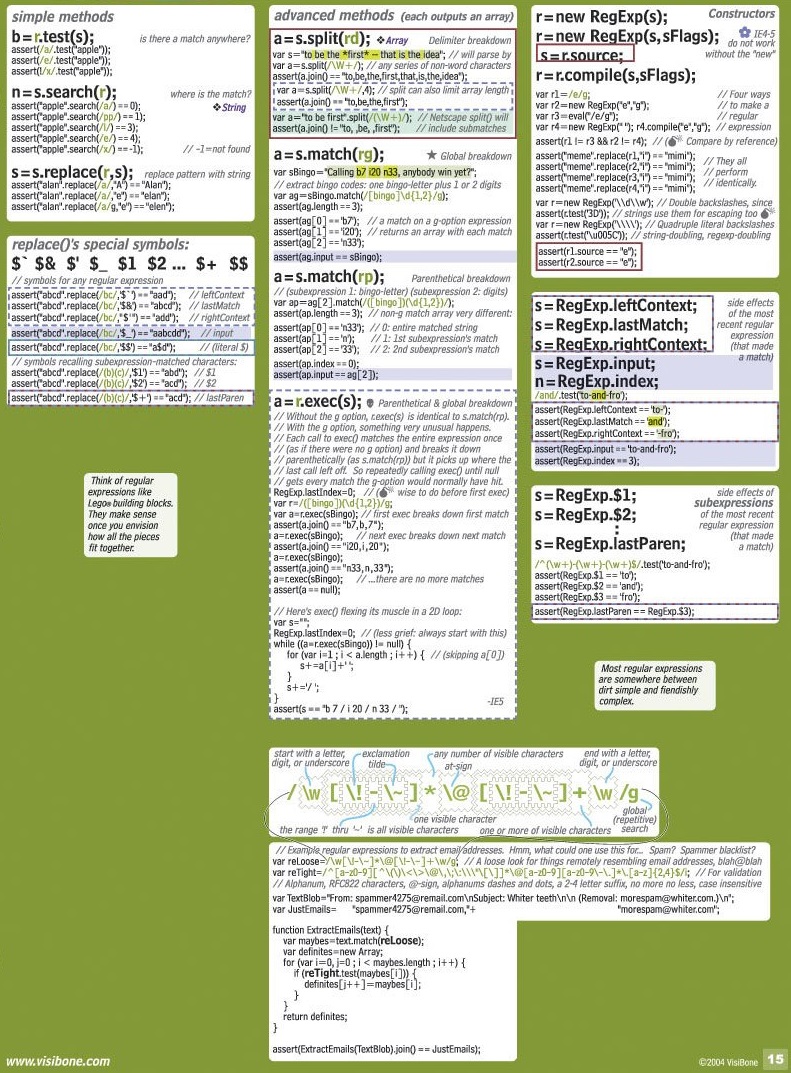 simple methods
b=r.test(s); is there a match anywhere?
assert(/a/.test("apple"));
assert(/e/.test("apple"));
assert(!/x/.test("apple"));
n=s.search(r); where is the match?
assert("apple".search(/a/)==0); ❖String
assert("apple".search(/pp/)==1);
assert("apple".search(/l/)==3);
assert("apple".search(/e/)==4);
assert("apple".search(/x/)==-1); // -1=not found
s=s.replace(r,s); replace pattern with string
assert("alan".replace(/a/,"A")=="Alan");
assert("alan".replace(/a/,"e")=="elan");
assert("alan".replace(/a/g,"e")=="elen");
replace()'s special symbols:
$` $& $' $_ $1 $2 ... $+ $$
// symbols for any regular expression
assert("abcd".replace(/bc/,'$`')=="aad"); // leftContext
assert("abcd".replace(/bc/,'$&')=="abcd"); // lastMatch
assert("abcd".replace(/bc/,"$'")=="add"); // rightContext
assert("abcd".replace(/bc/,'$_')=="aabcdd"); // input
assert("abcd".replace(/bc/,'$$')=="a$d"); // (literal $)
// symbols recalling subexpression-matched characters:
assert("abcd".replace(/(b)(c)/,'$1')=="abd"); // $1
assert("abcd".replace(/(b)(c)/,'$2')=="acd"); // $2
assert("abcd".replace(/(b)(c)/,'$+')=="acd"); // lastParen
Think of regular
expressions like
Lego® building blocks.
They make sense
once you envision
how all the pieces
fit together.
advanced methods (each outputs an array)
a=s.split(rd); ❖Array Delimiter breakdown
var s="to be the *first* — that is the idea"; // will parse by
var a=s.split(/\W+/); // any series of non-word characters
assert(a.join()=="to,be,the,first,that,is,the,idea");
var a=s.split(/\W+/,4); // split can also limit array length
assert(a.join()=="to,be,the,first");
var a="to be first".split(/(\W+)/); // Netscape split() will
assert(a.join() != "to, ,be, ,first"); // include submatches
a=s.match(rg); ★ Global breakdown
var sBingo="Calling b7 i20 n33, anybody win yet?";
// extract bingo codes: one bingo-letter plus 1 or 2 digits
var ag=sBingo.match(/[bingo]\d{1,2}/g);
assert(ag.length==3);
assert(ag[0]=='b7'); // a match on a g-option expression
assert(ag[1]=='i20'); // returns an array with each match
assert(ag[2]=='n33');
assert(ag.input==sBingo);
a=s.match(rp); Parenthetical breakdown
// (subexpression 1: bingo-letter) (subexpression 2: digits)
var ap=ag[2].match(/([bingo])(\d{1,2})/);
assert(ap.length==3); // non-g match array very different:
assert(ap[0]=='n33'); // 0: entire matched string
assert(ap[1]=='n'); // 1: 1st subexpression's match
assert(ap[2]=='33'); // 2: 2nd subexpression's match
assert(ap.index==0);
assert(ap.input==ag[2]);
a=r.exec(s); Parenthetical & global breakdown
// Without the g option, r.exec(s) is identical to s.match(rp).
// With the g option, something very unusual happens.
// Each call to exec() matches the entire expression once
// (as if there were no g option) and breaks it down
// parenthetically (as s.match(rp)) but it picks up where the
// last call left off. So repeatedly calling exec() until null
// gets every match the g-option would normally have hit.
RegExp.lastIndex=0; // (wise to do before first exec)
var r=/([bingo])(\d{1,2})/g;
var a=r.exec(sBingo); // first exec breaks down first match
assert(a.join()=="b7,b,7");
a=r.exec(sBingo); // next exec breaks down next match
assert(a.join()=="i20,i,20");
a=r.exec(sBingo);
assert(a.join()=="n33,n,33");
a=r.exec(sBingo); // ...there are no more matches
assert(a==null);
// Here's exec() flexing its muscle in a 2D loop:
var s="";
RegExp.lastIndex=0; // (less grief: always start with this)
while ((a=r.exec(sBingo)) != null) {
for (var i=1 ; i < a.length ; i++) { // (skipping a[0])
s+=a[i]+' ';
}
s+='/ ';
}
assert(s=="b 7 / i 20 / n 33 / "); -IE5
Constructors
r=new RegExp(s);
r=new RegExp(s,sFlags); IE4-5
do not work
without the "new"
s=r.source;
r=r.compile(s,sFlags);
var r1=/e/g; // Four ways
var r2=new RegExp("e","g"); // to make a
var r3=eval("/e/g"); // regular
var r4=new RegExp(" "); r4.compile("e","g"); // expression
assert(r1 != r3 && r2 != r4); // (Compare by reference)
assert("meme".replace(r1,"i")=="mimi"); // They all
assert("meme".replace(r2,"i")=="mimi"); // perform
assert("meme".replace(r3,"i")=="mimi"); // identically.
assert("meme".replace(r4,"i")=="mimi");
var r=new RegExp('\\d\\w'); // Double backslashes, since
assert(r.test('3D')); // strings use them for escaping too
var r=new RegExp('\\\\'); // Quadruple literal backslashes
assert(r.test('\u005C')); // string-doubling, regexp-doubling
assert(r1.source=="e");
assert(r2.source=="e");
s=RegExp.leftContext; side effects
s=RegExp.lastMatch; of the most
recent regular
s=RegExp.rightContext; expression
(that made
s=RegExp.input; a match)
n=RegExp.index;
/and/.test('to-and-fro');
assert(RegExp.leftContext=='to-');
assert(RegExp.lastMatch=='and');
assert(RegExp.rightContext=='-fro');
assert(RegExp.input=='to-and-fro');
assert(RegExp.index==3);
s=RegExp.$1; side effects of
subexpressions
s=RegExp.$2; of the most recent
⋮ regular expression
(that made
s=RegExp.lastParen; a match)
/^(\w+)-(\w+)-(\w+)$/.test('to-and-fro');
assert(RegExp.$1=='to');
assert(RegExp.$2=='and');
assert(RegExp.$3=='fro');
assert(RegExp.lastParen==RegExp.$3);
Most regular expressions
are somewhere between
dirt simple and fiendishly
complex.
start with a letter, exclamation any number of visible characters end with a letter,
digit, or underscore tilde at-sign digit, or underscore
/\w[\!-\~]*\@[\!-\~]+\w/g
one visible character global
the range '!' thru '~' is all visible characters one or more of visible characters (repetitive)
search
// Example regular expressions to extract email addresses. Hmm, what could one use this for... Spam? Spammer blacklist?
var reLoose=/\w[\!-\~]*\@[\!-\~]+\w/g; // A loose look for things remotely resembling email addresses, blah@blah
var reTight=/^[a-z0-9][^\(\)\<\>\@\,\;\:\\\"\[\]]*\@[a-z0-9][a-z0-9\-\.]*\.[a-z]{2,4}$/i; // For validation
// Alphanum, RFC822 characters, @-sign, alphanums dashes and dots, a 2-4 letter suffix, no more no less, case insensitive
var TextBlob="From: spammer4275@remail.com\nSubject: Whiter teeth\n\n (Removal: morespam@whiter.com.)\n";
var JustEmails= "spammer4275@remail.com,"+ "morespam@whiter.com";
function ExtractEmails(text) {
var maybes=text.match(reLoose);
var definites=new Array;
for (var i=0, j=0 ; i < maybes.length ; i++) {
if (reTight.test(maybes[i])) {
definites[j++]=maybes[i];
}
}
return definites;
}
assert(ExtractEmails(TextBlob).join()==JustEmails);
www.visibone.com ©2004 VisiBone 15